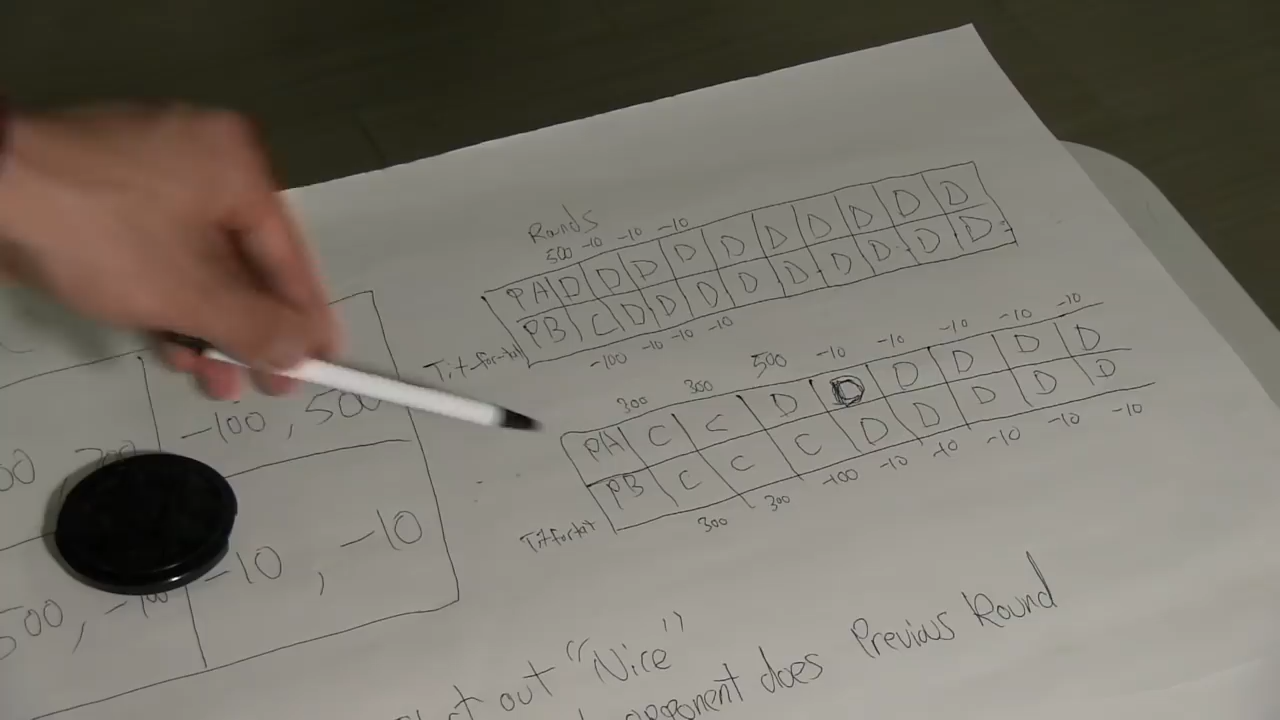 Rounds
500 -10 -10 -10
PA D D D D D D D D D D
PB C D D D D D D D D D
Tit-for-tat
-100 -10 -10 -10
300 300 500 -10 -10 -10 -10 -10
PA C C D D D D D D
PB C C C D D D D D
Tit for tat
300 300 -100 -10 -10 -10 -10 -10
-100, 500
500, -100
-10, -10
out "Nice"
opponent does Previous Round